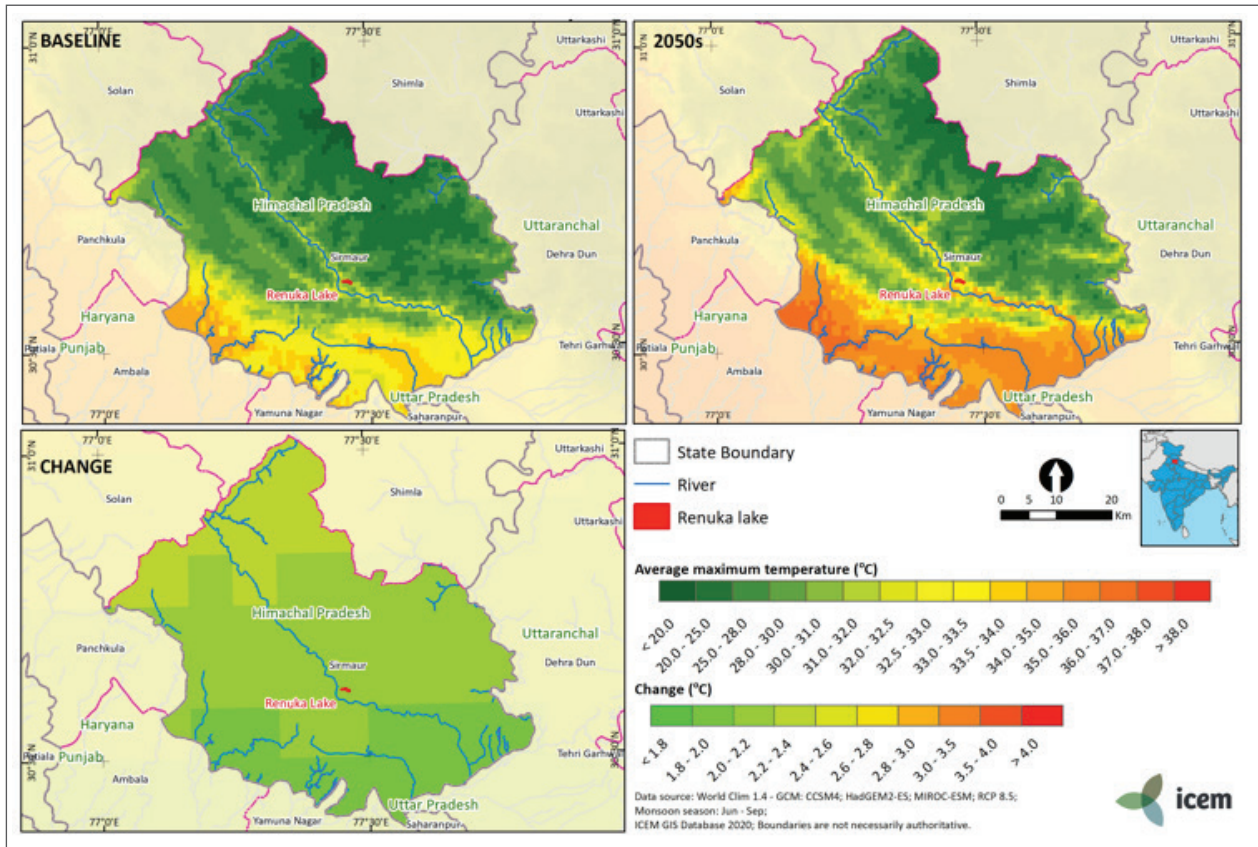 BASELINE
77°0'E
77°30'E
31°0'N
Uttarkashi
Solan
Shimla
Uttarkashi
Himachal Pradesh
Uttaranchal
Panchkula
Sirmaur
Dehra Dun
Renuka Lake
Haryana
Patiala
Punjab
30°30'N
Tehri Garhwal
Ambala
Uttar Pradesh
Yamuna Nagar
Saharanpur
77°0'E
77°30'E
2050s
77°0'E
77°30'E
31°0'N
Uttarkashi
Solan
Shimla
Uttarkashi
Himachal Pradesh
Uttaranchal
Panchkula
Sirmaur
Dehra Dun
Renuka Lake
Haryana
Patiala
Punjab
30°30'N
Tehri Garhwal
Ambala
Uttar Pradesh
Yamuna Nagar
Saharanpur
77°0'E
77°30'E
CHANGE
77°0'E
77°30'E
31°0'N
Uttarkashi
Solan
Shimla
Uttarkashi
Himachal Pradesh
Uttaranchal
Panchkula
Sirmaur
Dehra Dun
Renuka Lake
Haryana
Patiala
Punjab
30°30'N
30°30'N
Tehri Garhwal
Ambala
Uttar Pradesh
Yamuna Nagar
Saharanpur
77°0'E
77°30'E
State Boundary
River
Renuka lake
0 5 10 20
Km
Average maximum temperature (°C)
< 20.0
20.0 - 25.0
25.0 - 28.0
28.0 - 30.0
30.0 - 31.0
31.0 - 32.0
32.0 - 32.5
32.5 - 33.0
33.0 - 33.5
33.5 - 34.0
34.0 - 35.0
35.0 - 36.0
36.0 - 37.0
37.0 - 38.0
> 38.0
Change (°C)
< 1.8
1.8 - 2.0
2.0 - 2.2
2.2 - 2.4
2.4 - 2.6
2.6 - 2.8
2.8 - 3.0
3.0 - 3.5
3.5 - 4.0
> 4.0
Data source: World Clim 1.4 - GCM: CCSM4; HadGEM2-ES; MIROC-ESM; RCP 8.5;
Monsoon season: Jun - Sep;
ICEM GIS Database 2020; Boundaries are not necessarily authoritative.
icem